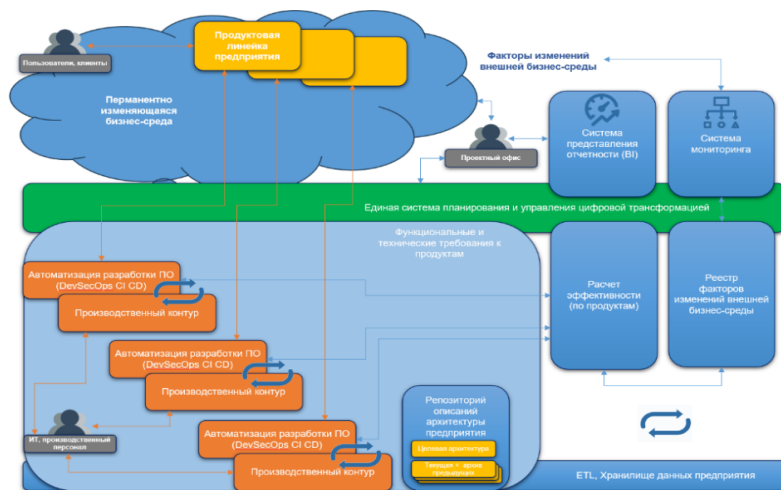 Продуктовая
линейка
предприятия
Пользователи, клиенты
Факторы изменений
внешней бизнес-среды
Перманентно
изменяющаяся
бизнес-среда
Проектный офис
Система
представления
отчетности (BI)
Система
мониторинга
Единая система планирования и управления цифровой трансформацией
Функциональные и
технические требования к
продуктам
Автоматизация разработки ПО
(DevSecOps CI CD)
Производственный контур
Расчет
эффективности
(по продуктам)
Реестр
факторов
изменений внешней
бизнес-среды
Автоматизация разработки ПО
(DevSecOps CI CD)
Производственный контур
Репозиторий
описаний
архитектуры
предприятия
Целевая архитектура
Текущая + архив
предыдущих
ИТ, производственный
персонал
Автоматизация разработки ПО
(DevSecOps CI CD)
Производственный контур
ETL, Хранилище данных предприятия